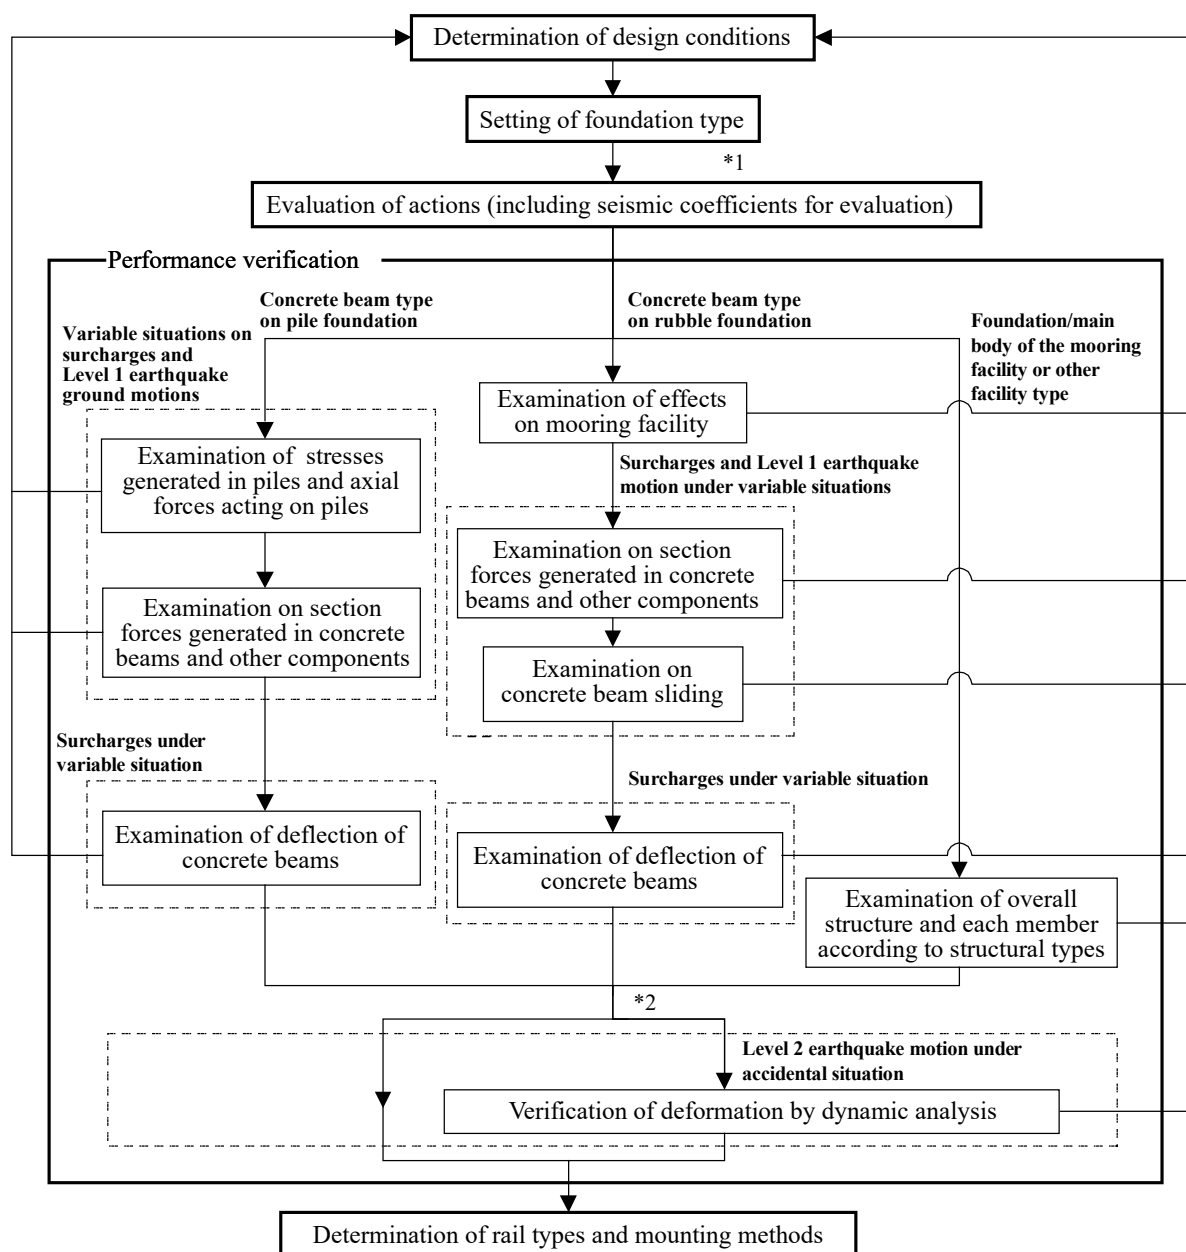 Determination of design conditions
Setting of foundation type
*1
Evaluation of actions (including seismic coefficients for evaluation)
Performance verification
Concrete beam type
on pile foundation
Concrete beam type
on rubble foundation
Foundation/main
body of the mooring
facility or other
facility type
Variable situations on
surcharges and
Level 1 earthquake
ground motions
Examination of effects
on mooring facility
Examination of stresses
generated in piles and axial
forces acting on piles
Surcharges and Level 1 earthquake
motion under variable situations
Examination on section
forces generated in concrete
beams and other components
Examination on section
forces generated in concrete
beams and other components
Examination on
concrete beam sliding
Surcharges under
variable situation
Surcharges under variable situation
Examination of deflection of
concrete beams
Examination of deflection of
concrete beams
Examination of overall
structure and each member
according to structural types
*2
Level 2 earthquake motion under
accidental situation
Verification of deformation by dynamic analysis
Determination of rail types and mounting methods